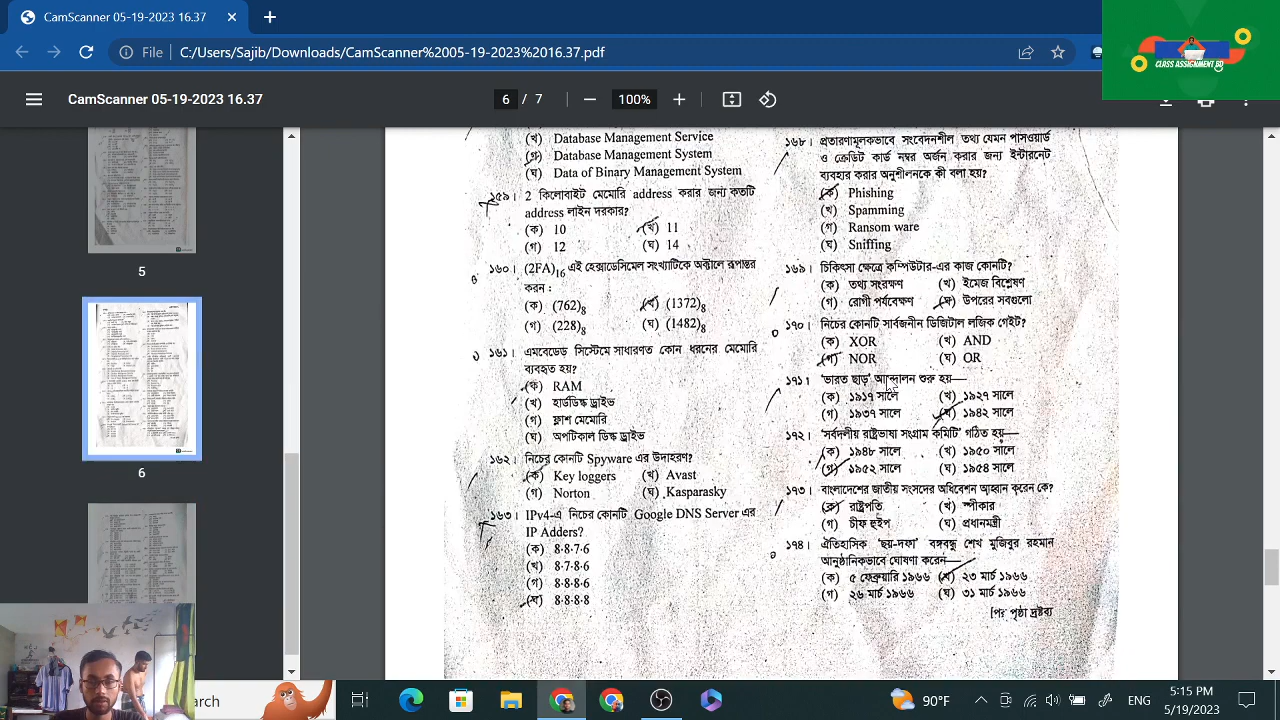 CamScanner 05-19-2023 16.37
File
C:/Users/Sajib/Downloads/CamScanner%2005-19-2023%2016.37.pdf
CLASS ASSIGNMENT BD
CamScanner 05-19-2023 16.37
6 / 7
100%
5
6
(খ) Database Management Service
(গ) Database Management System
(ঘ) Data of Binary Management System
১৫৯। 2 কিলোবাইট মেমোরি address করার জন্য কতটি
address লাইন দরকার?
(ক) 10 (খ) 11
(গ) 12 (ঘ) 14
১৬০। (2FA)16 এই হেক্সাডেসিমেল সংখ্যাটিকে অক্টালে রূপান্তর
করুন :
(ক) (762)8 (খ) (1372)8
(গ) (228)8 (ঘ) (1482)8
১৬১। এমবেডেড সিস্টেমে সাধারণত কোন ধরনের মেমোরি
ব্যবহৃত হয়?
(ক) RAM
(খ) হার্ডডিস্ক ড্রাইভ
(গ) ফ্লাশ মেমোরি
(ঘ) অপটিকাল ডিস্ক ড্রাইভ
১৬২। নিচের কোনটি Spyware এর উদাহরণ?
(ক) Key loggers (খ) Avast
(গ) Norton (ঘ) Kasparasky
১৬৩। IPv4-এ নিচের কোনটি Google DNS Server এর
IP Adders?
(ক) 8·8·7·6
(খ) 8·7·8·6
(গ) 8·8·8·6
(ঘ) 8·8·8·8
১৬৮। প্রতারণামূলকভাবে সংবেদনশীল তথ্য যেমন পাসওয়ার্ড
ও ক্রেডিট কার্ড নম্বর অর্জন করার জন্য ইন্টারনেট
ব্যবহার করার অনুশীলনকে কী বলা হয়?
(ক) Phishing
(খ) Spamming
(গ) Ransom ware
(ঘ) Sniffing
১৬৯। চিকিৎসা ক্ষেত্রে কম্পিউটার-এর কাজ কোনটি?
(ক) তথ্য সংরক্ষণ (খ) ইমেজ বিশ্লেষণ
(গ) রোগী পর্যবেক্ষণ (ঘ) উপরের সবগুলো
১৭০। নিচের কোনটি সার্বজনীন ডিজিটাল লজিক গেইট?
(ক) XOR (খ) AND
(গ) NOR (ঘ) OR
১৭১। 'ভারত ছাড়' আন্দোলন শুরু হয়—
(ক) ১৯১৭ সালে (খ) ১৯২৭ সালে
(গ) ১৯৩৭ সালে (ঘ) ১৯৪২ সালে
১৭২। 'সর্বদলীয় রাষ্ট্রভাষা সংগ্রাম কমিটি' গঠিত হয়—
(ক) ১৯৪৮ সালে (খ) ১৯৫০ সালে
(গ) ১৯৫২ সালে (ঘ) ১৯৫৪ সালে
১৭৩। বাংলাদেশের জাতীয় সংসদের অধিবেশন আহ্বান করেন কে?
(ক) রাষ্ট্রপতি (খ) স্পীকার
(গ) চীফ হুইপ (ঘ) প্রধানমন্ত্রী
১৭৪। ঐতিহাসিক 'ছয়-দফা' বঙ্গবন্ধু শেখ মুজিবুর রহমান
আনুষ্ঠানিকভাবে ঘোষণা করেন—
(ক) ৫ ফেব্রুয়ারি ১৯৬৬ (খ) ২৩ মার্চ ১৯৬৬
(গ) ২৬ মার্চ ১৯৬৬ (ঘ) ৩১ মার্চ ১৯৬৬
[পর পৃষ্ঠা দ্রষ্টব্য
90°F
ENG
5:15 PM
5/19/2023